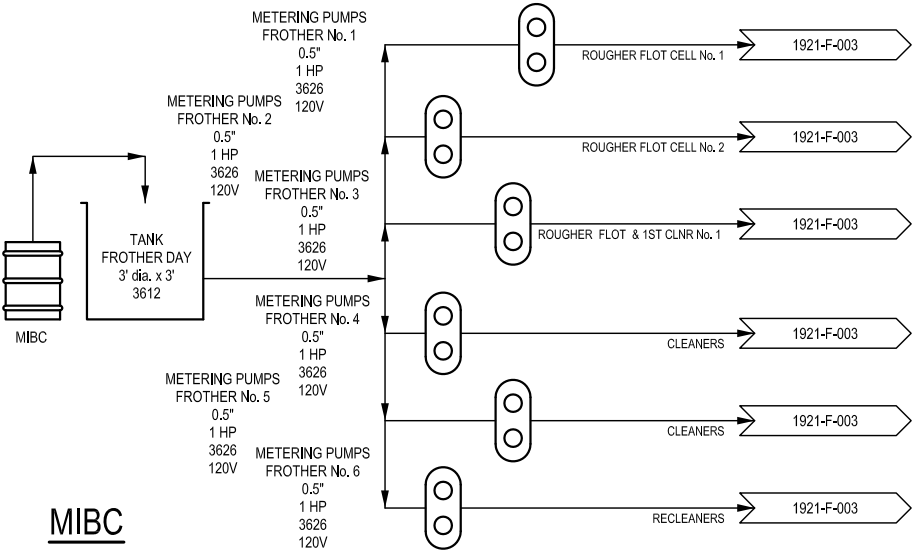 METERING PUMPS
FROTHER No. 1
0.5"
1 HP
3626
120V
ROUGHER FLOT CELL No. 1
1921-F-003
METERING PUMPS
FROTHER No. 2
0.5"
1 HP
3626
120V
ROUGHER FLOT CELL No. 2
1921-F-003
METERING PUMPS
FROTHER No. 3
0.5"
1 HP
3626
120V
ROUGHER FLOT & 1ST CLNR No. 1
1921-F-003
TANK
FROTHER DAY
3' dia. x 3'
3612
MIBC
METERING PUMPS
FROTHER No. 4
0.5"
1 HP
3626
120V
CLEANERS
1921-F-003
METERING PUMPS
FROTHER No. 5
0.5"
1 HP
3626
120V
CLEANERS
1921-F-003
METERING PUMPS
FROTHER No. 6
0.5"
1 HP
3626
120V
RECLEANERS
1921-F-003
MIBC